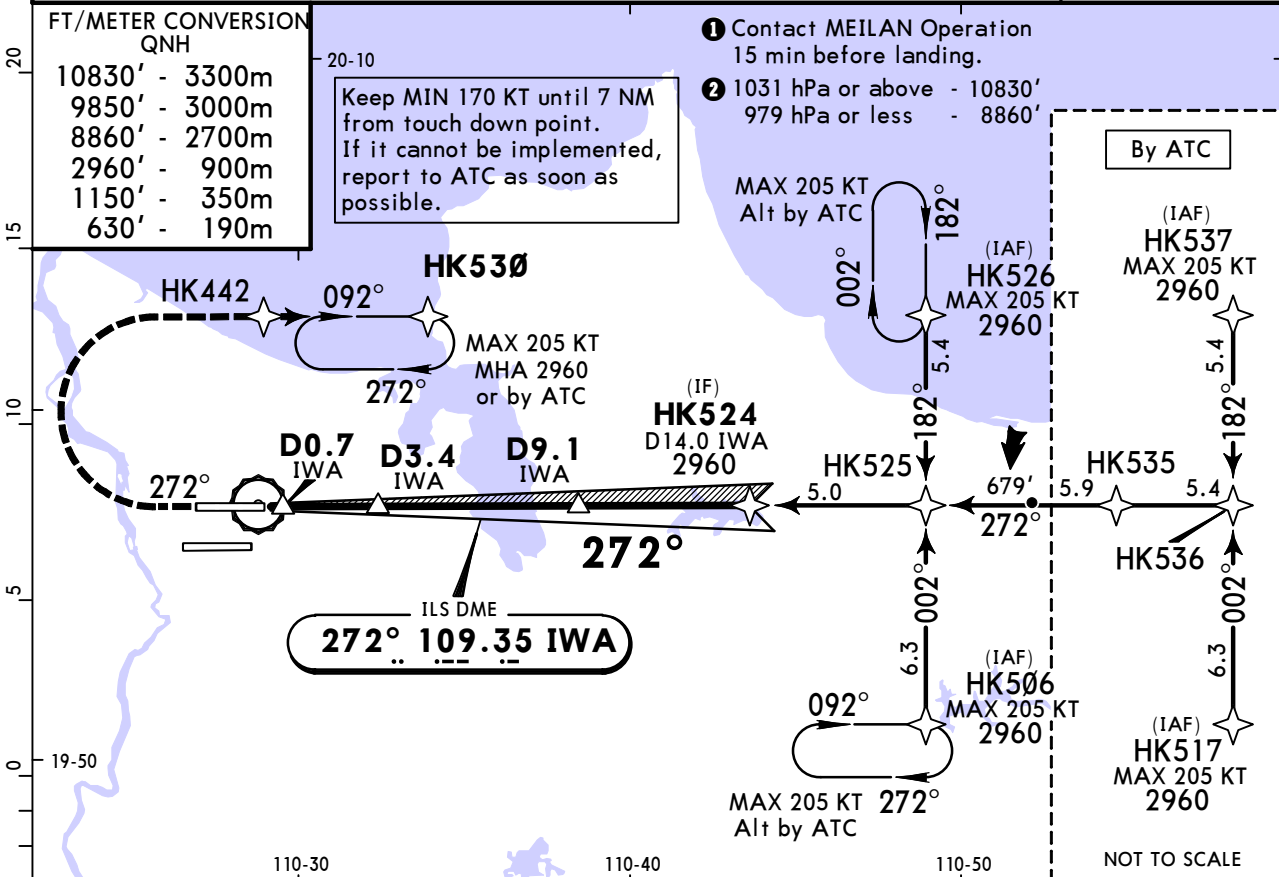 FT/METER CONVERSION
QNH
10830' - 3300m
9850' - 3000m
8860' - 2700m
2960' - 900m
1150' - 350m
630' - 190m
20-10
Keep MIN 170 KT until 7 NM
from touch down point.
If it cannot be implemented,
report to ATC as soon as
possible.
❶ Contact MEILAN Operation
15 min before landing.
❷ 1031 hPa or above - 10830'
979 hPa or less - 8860'
By ATC
20
15
10
5
0
19-50
110-30
110-40
110-50
NOT TO SCALE
HK442
092°
HK53Ø
272°
MAX 205 KT
MHA 2960
or by ATC
272°
D0.7
IWA
D3.4
IWA
D9.1
IWA
(IF)
HK524
D14.0 IWA
2960
272°
ILS DME
272° 109.35 IWA
MAX 205 KT
Alt by ATC
002°
182°
(IAF)
HK526
MAX 205 KT
2960
5.4
182°
HK525
5.0
679'
272°
5.9
HK535
5.4
HK536
(IAF)
HK537
MAX 205 KT
2960
5.4
182°
002°
6.3
(IAF)
HK5Ø6
MAX 205 KT
2960
092°
272°
MAX 205 KT
Alt by ATC
002°
6.3
(IAF)
HK517
MAX 205 KT
2960